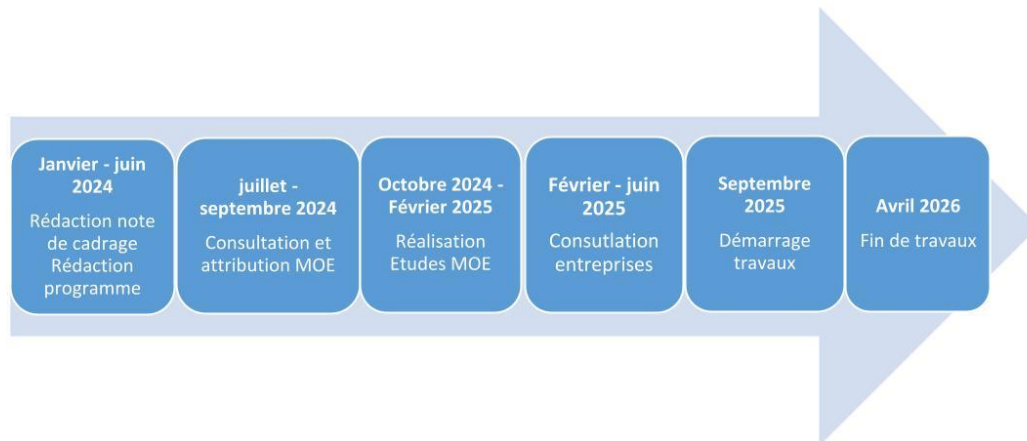 Janvier - juin
2024
Rédaction note
de cadrage
Rédaction
programme
juillet -
septembre 2024
Consultation et
attribution MOE
Octobre 2024 -
Février 2025
Réalisation
Etudes MOE
Février - juin
2025
Consutlation
entreprises
Septembre
2025
Démarrage
travaux
Avril 2026
Fin de travaux